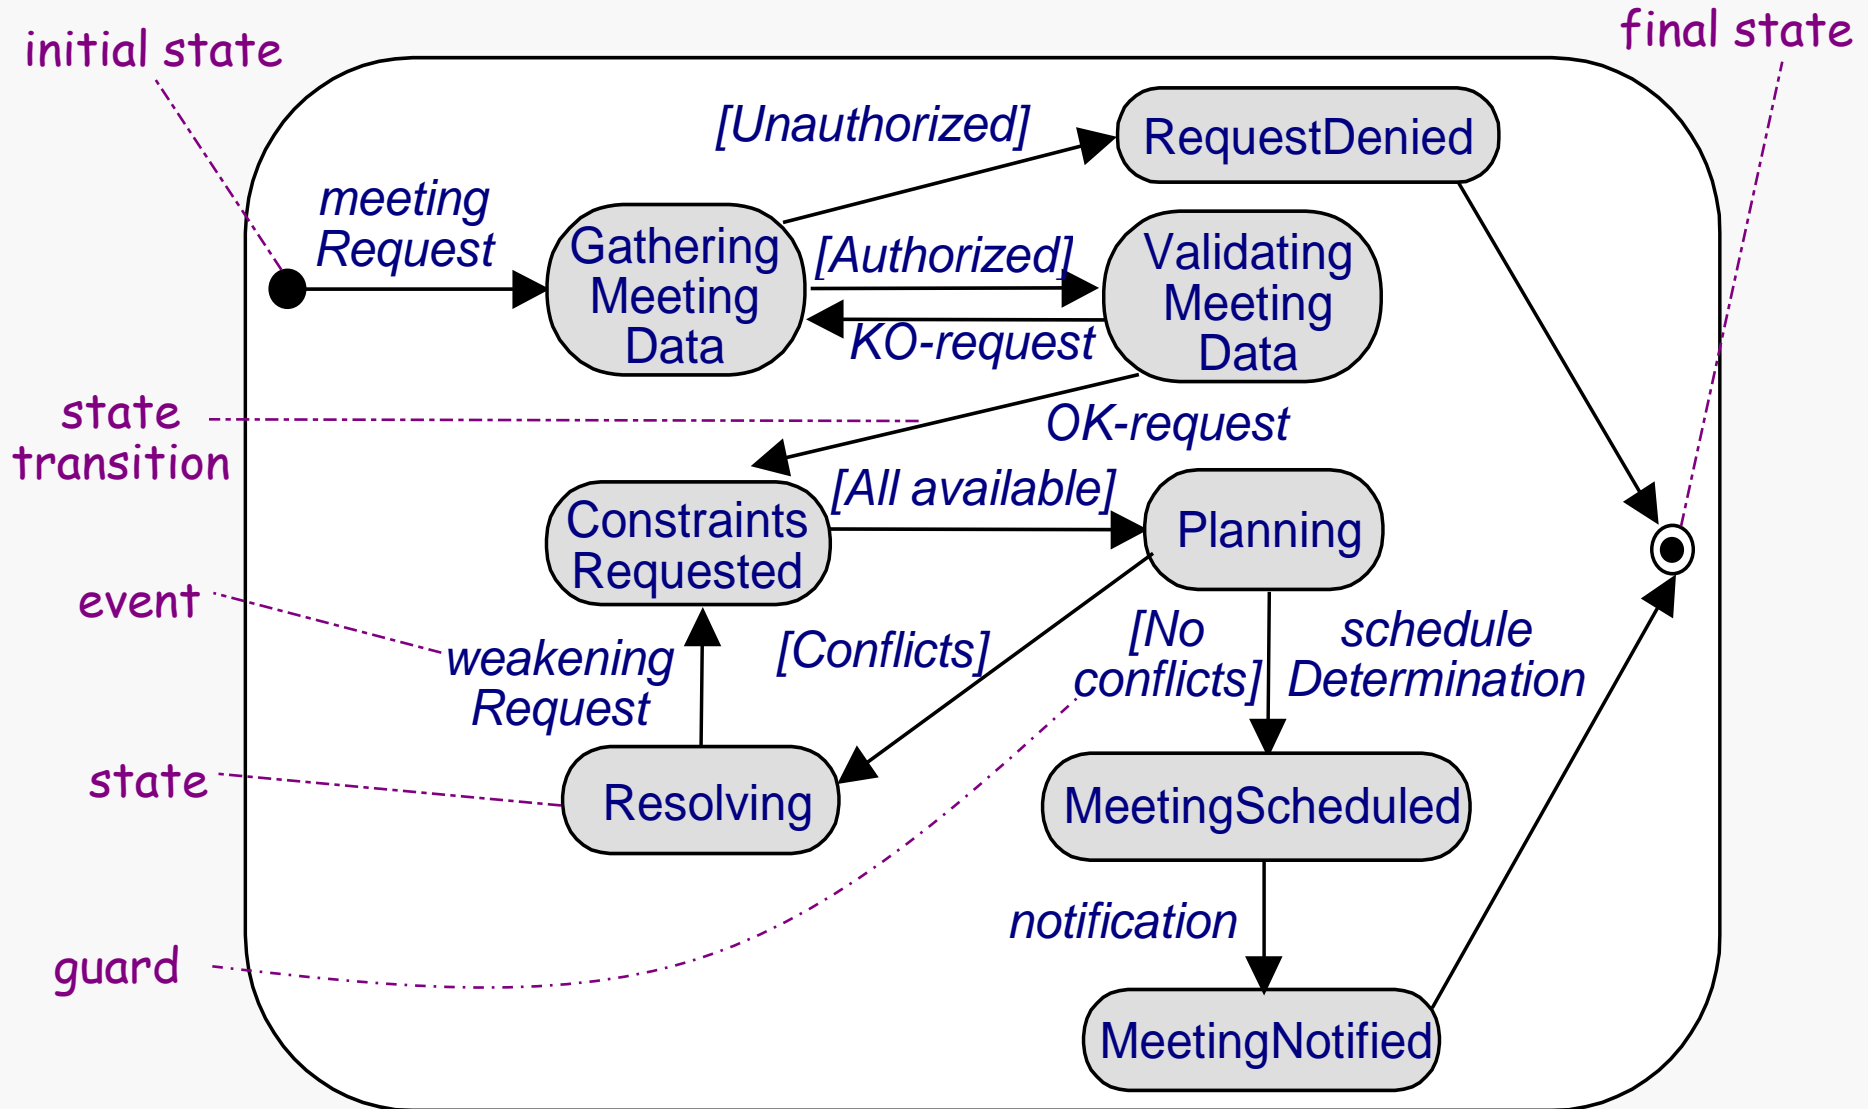 initial state
final state
[Unauthorized]
RequestDenied
meeting
Request
Gathering
Meeting
Data
[Authorized]
Validating
Meeting
Data
KO-request
state
transition
OK-request
[All available]
Constraints
Requested
Planning
event
weakening
Request
[Conflicts]
[No
conflicts]
schedule
Determination
state
Resolving
MeetingScheduled
notification
guard
MeetingNotified